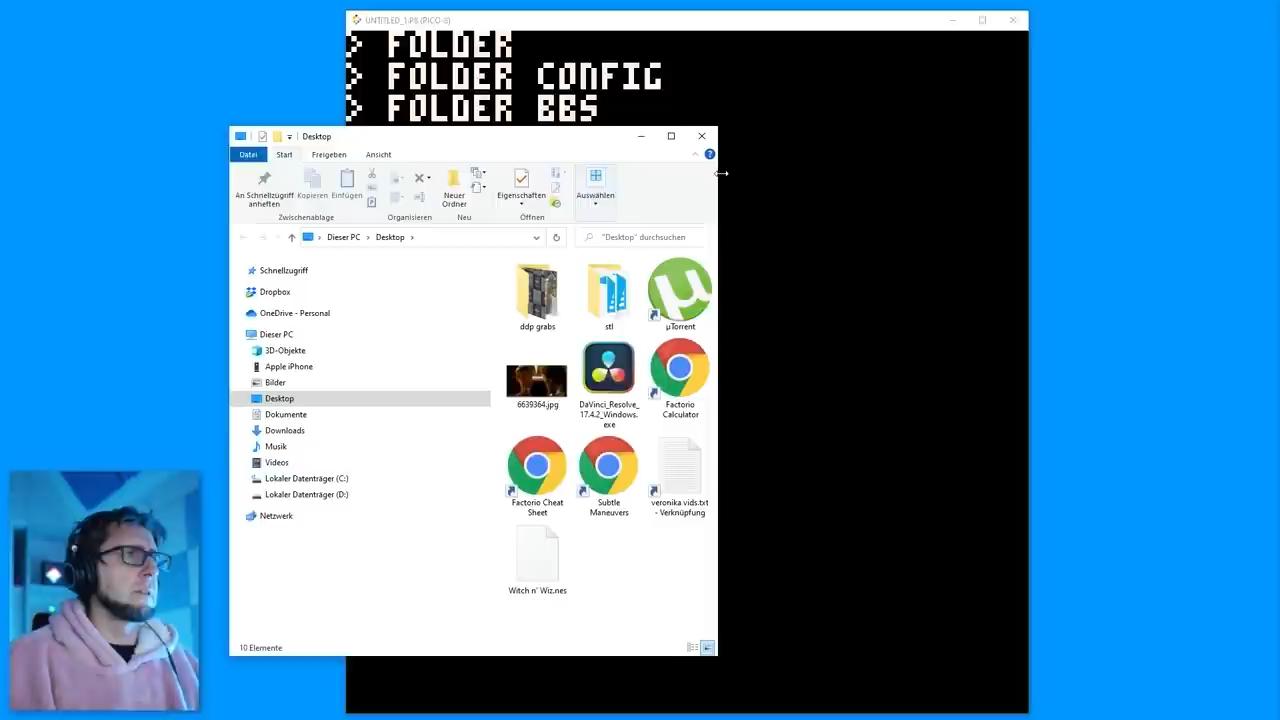 UNTITLED_1.P8 (PICO-8)
> FOLDER
> FOLDER CONFIG
> FOLDER BBS
Desktop
Datei Start Freigeben Ansicht
An Schnellzugriff
anheften
Kopieren
Einfügen
Neuer
Ordner
Eigenschaften
Auswählen
Zwischenablage
Organisieren
Neu
Öffnen
Dieser PC > Desktop >
"Desktop" durchsuchen
Schnellzugriff
Dropbox
OneDrive - Personal
Dieser PC
3D-Objekte
Apple iPhone
Bilder
Desktop
Dokumente
Downloads
Musik
Videos
Lokaler Datenträger (C:)
Lokaler Datenträger (D:)
Netzwerk
ddp grabs
stl
µTorrent
6639364.jpg
DaVinci_Resolve_
17.4.2_Windows.
exe
Factorio
Calculator
Factorio Cheat
Sheet
Subtle
Maneuvers
veronika vids.txt
- Verknüpfung
Witch n' Wiz.nes
10 Elemente